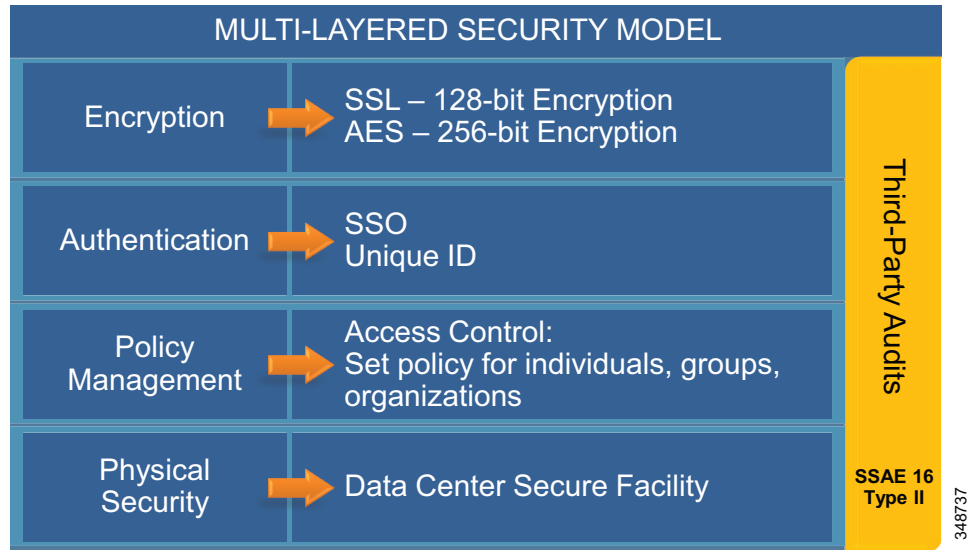 MULTI-LAYERED SECURITY MODEL
Encryption
SSL – 128-bit Encryption
AES – 256-bit Encryption
Authentication
SSO
Unique ID
Policy
Management
Access Control:
Set policy for individuals, groups,
organizations
Physical
Security
Data Center Secure Facility
Third-Party Audits
SSAE 16
Type II
348737